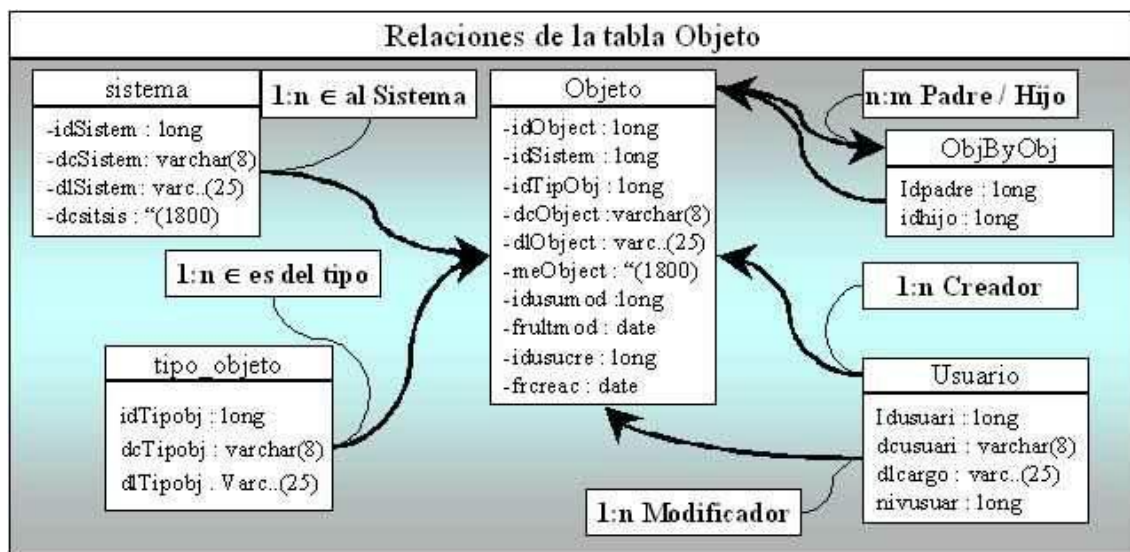 Relaciones de la tabla Objeto
sistema
-idSistem : long
-dcSistem: varchar(8)
-dlSistem: varc..(25)
-dcsitsis : “(1800)
1:n ∈ al Sistema
Objeto
-idObject : long
-idSistem : long
-idTipObj : long
-dcObject :varchar(8)
-dlObject : varc..(25)
-meObject : “(1800)
-idusumod :long
-frultmod : date
-idusucre : long
-frcreac : date
n:m Padre / Hijo
ObjByObj
Idpadre : long
idhijo : long
1:n ∈ es del tipo
1:n Creador
tipo_objeto
idTipobj : long
dcTipobj : varchar(8)
dlTipobj . Varc..(25)
Usuario
Idusuari : long
dcusuari : varchar(8)
dlcargo : varc..(25)
nivusuar : long
1:n Modificador